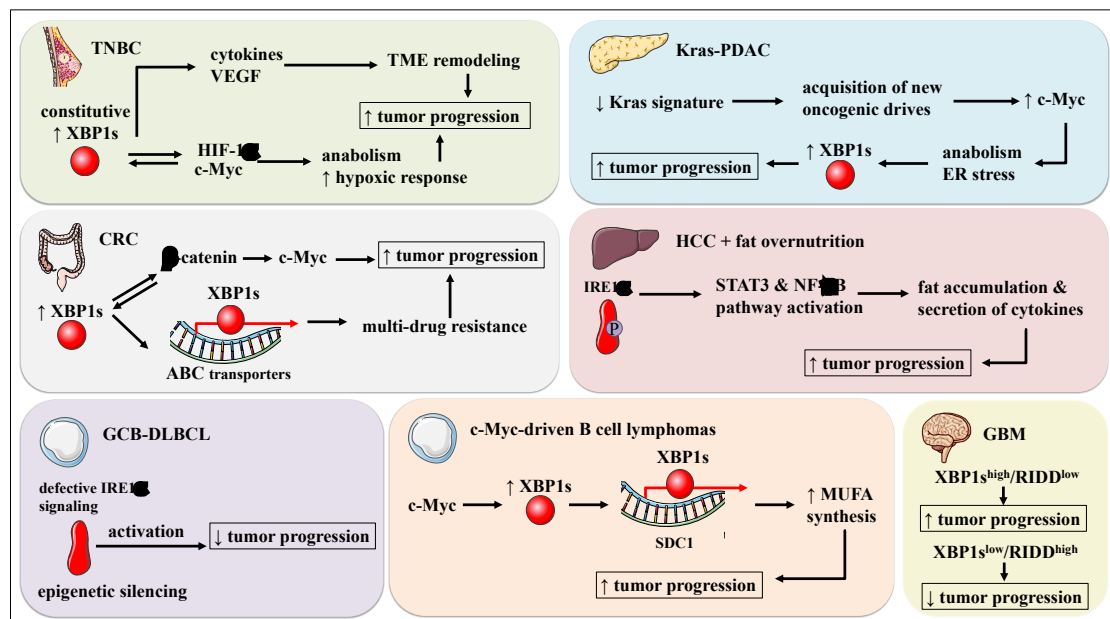 TNBC
cytokines
VEGF
TME remodeling
constitutive
↑ XBP1s
↑ tumor progression
HIF-1
c-Myc
anabolism
↑ hypoxic response
Kras-PDAC
↓ Kras signature
acquisition of new
oncogenic drives
↑ c-Myc
anabolism
ER stress
↑ XBP1s
↑ tumor progression
CRC
catenin
c-Myc
↑ tumor progression
↑ XBP1s
XBP1s
multi-drug resistance
ABC transporters
HCC + fat overnutrition
IRE1
P
STAT3 & NF B
pathway activation
fat accumulation &
secretion of cytokines
↑ tumor progression
GCB-DLBCL
defective IRE1
signaling
activation
↓ tumor progression
epigenetic silencing
c-Myc-driven B cell lymphomas
c-Myc
↑ XBP1s
XBP1s
SDC1
↑ MUFA
synthesis
↑ tumor progression
GBM
XBP1s^high/RIDD^low
↑ tumor progression
XBP1s^low/RIDD^high
↓ tumor progression